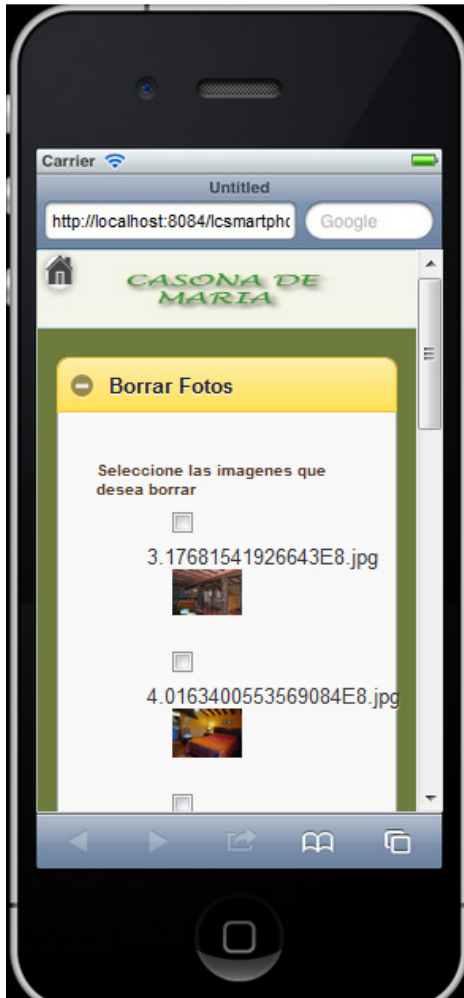 Carrier
Untitled
http://localhost:8084/lcsmartpho
Google
CASONA DE
MARIA
Borrar Fotos
Seleccione las imagenes que
desea borrar
3.17681541926643E8.jpg
4.0163400553569084E8.jpg